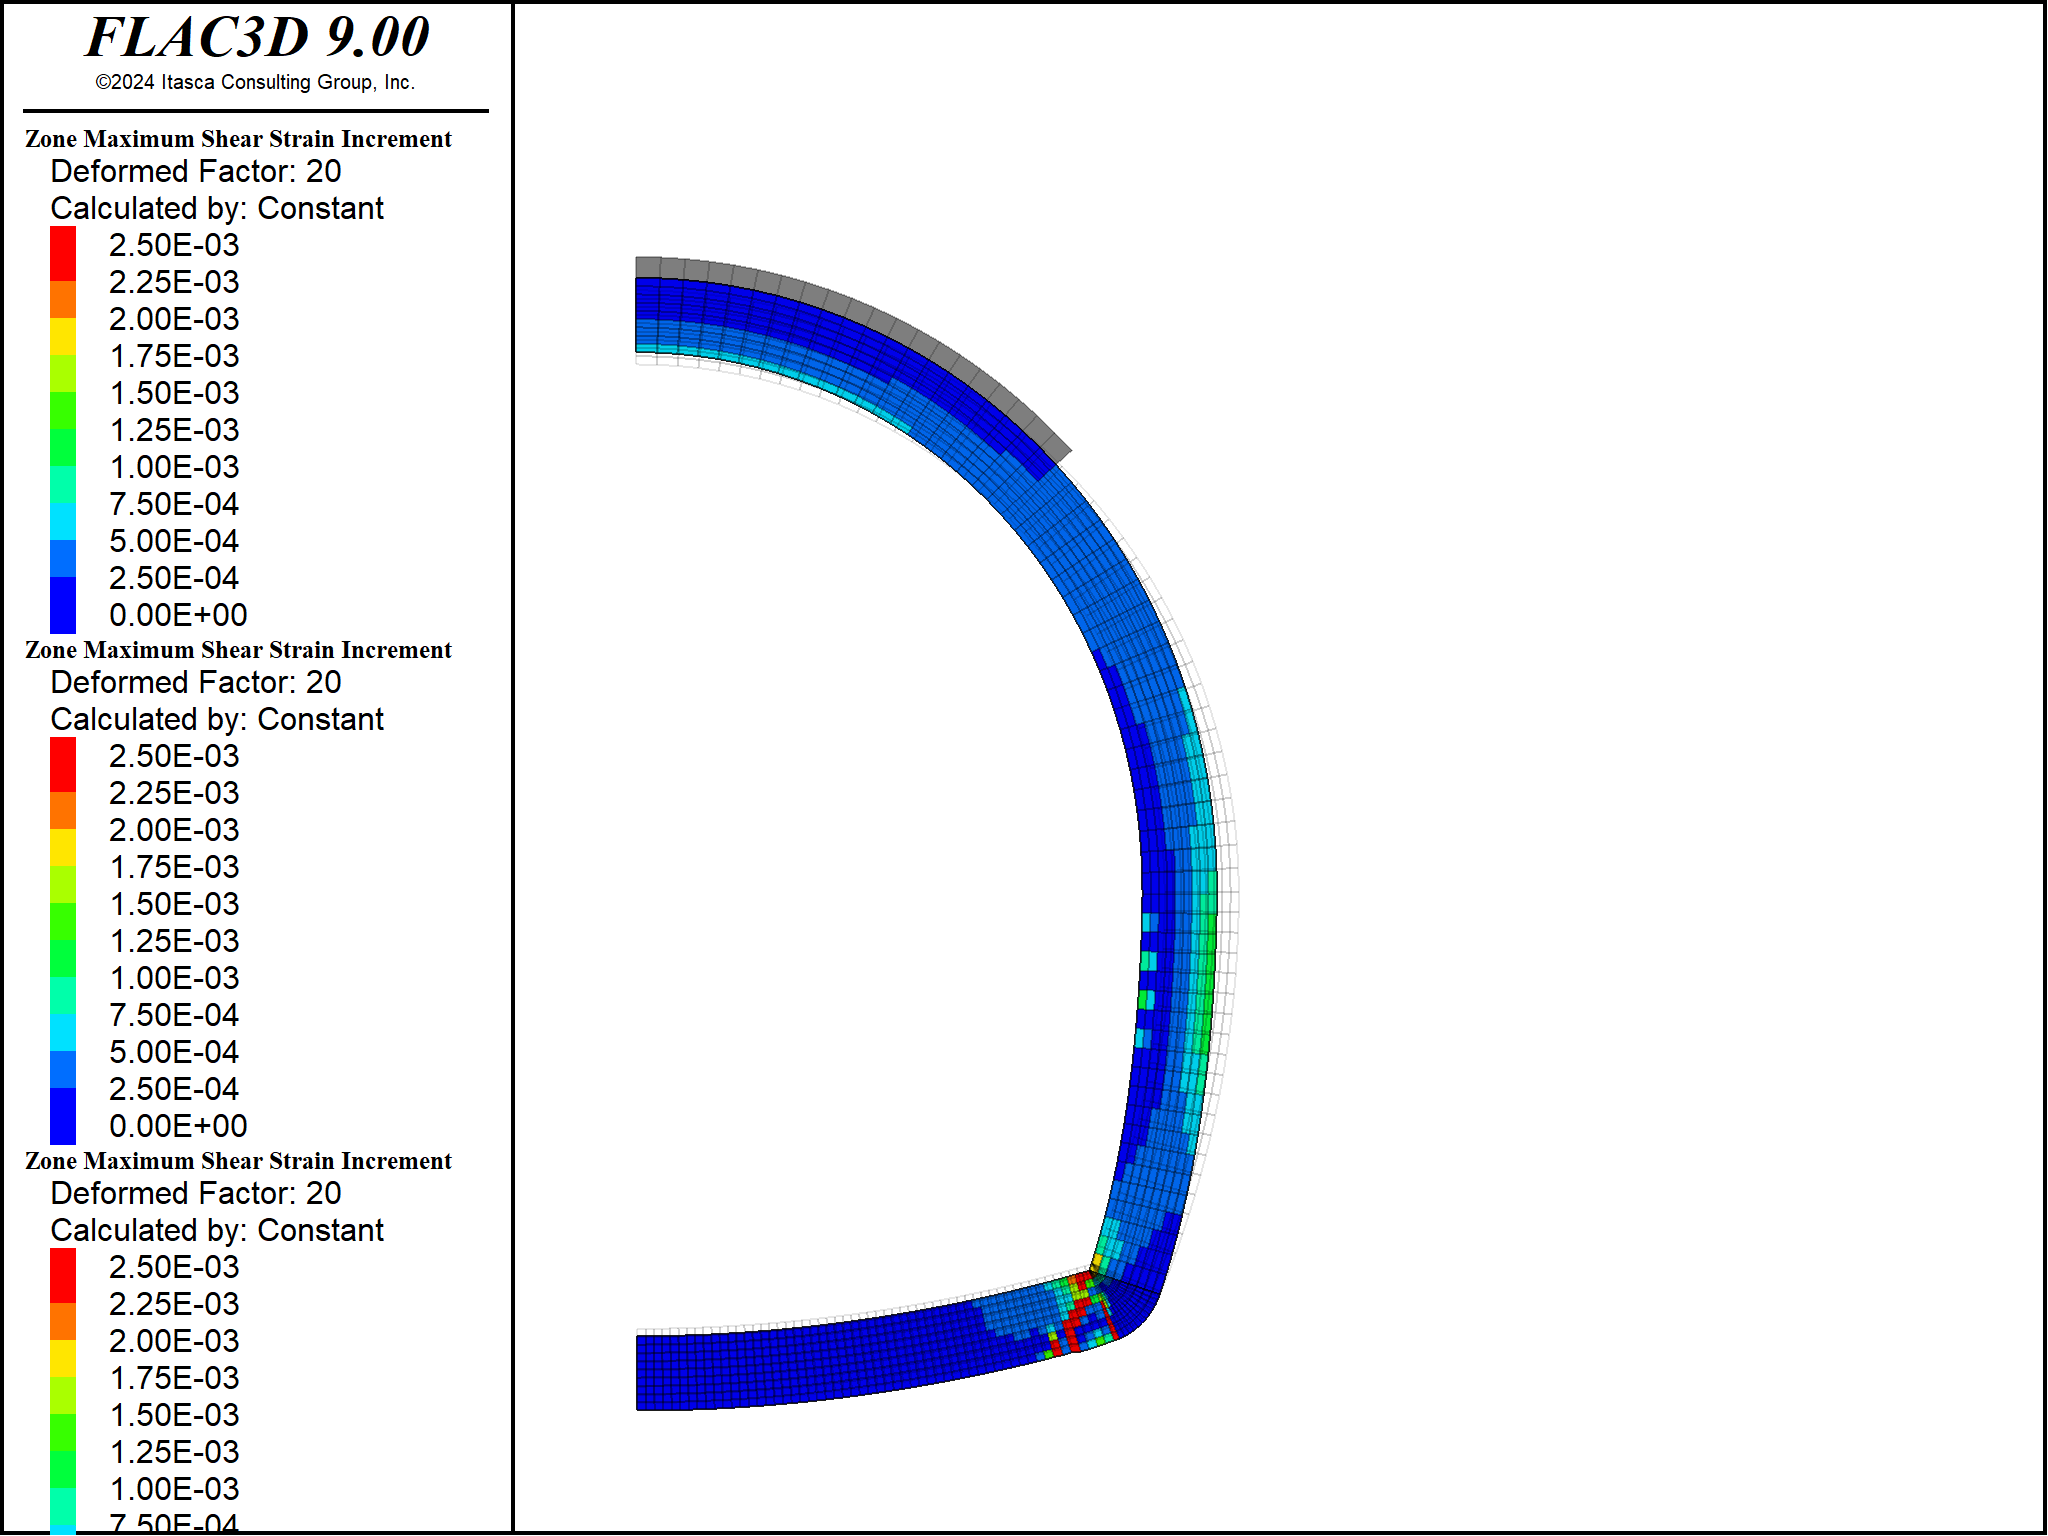 FLAC3D 9.00
©2024 Itasca Consulting Group, Inc.
Zone Maximum Shear Strain Increment
Deformed Factor: 20
Calculated by: Constant
2.50E-03
2.25E-03
2.00E-03
1.75E-03
1.50E-03
1.25E-03
1.00E-03
7.50E-04
5.00E-04
2.50E-04
0.00E+00
Zone Maximum Shear Strain Increment
Deformed Factor: 20
Calculated by: Constant
2.50E-03
2.25E-03
2.00E-03
1.75E-03
1.50E-03
1.25E-03
1.00E-03
7.50E-04
5.00E-04
2.50E-04
0.00E+00
Zone Maximum Shear Strain Increment
Deformed Factor: 20
Calculated by: Constant
2.50E-03
2.25E-03
2.00E-03
1.75E-03
1.50E-03
1.25E-03
1.00E-03
7.50E-04